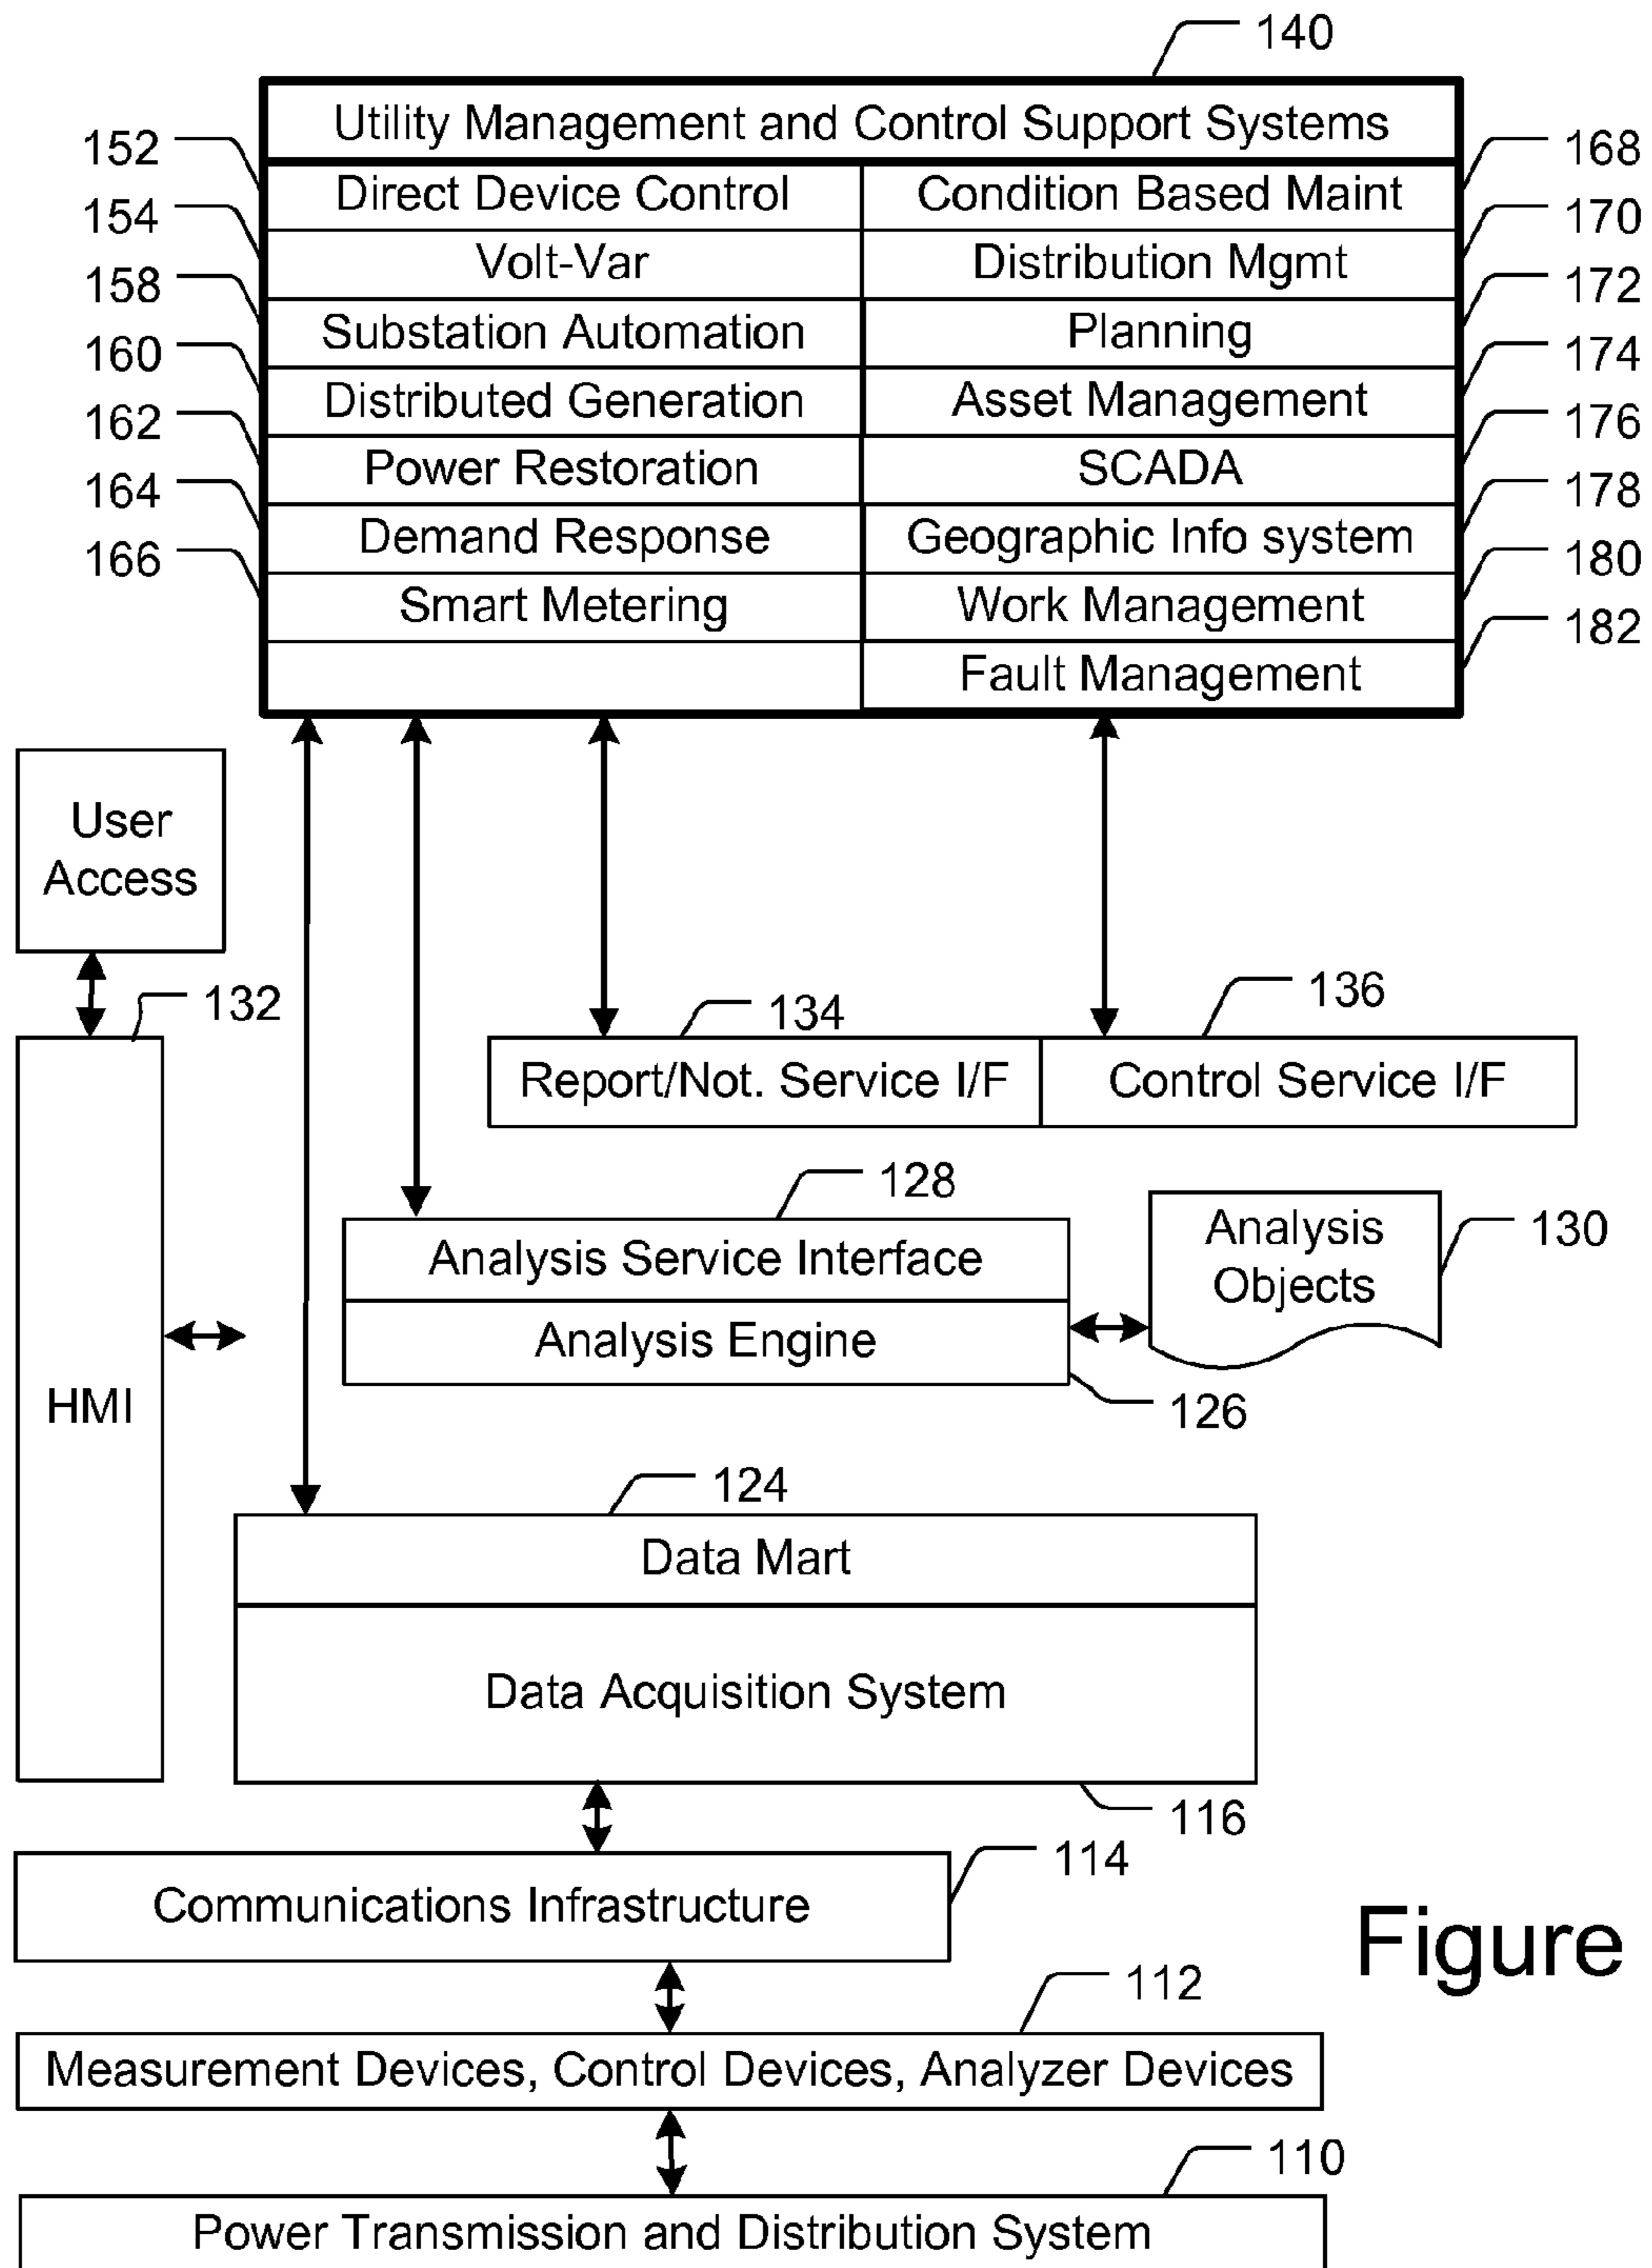 140
Utility Management and Control Support Systems
152
Direct Device Control
Condition Based Maint
168
154
Volt-Var
Distribution Mgmt
170
158
Substation Automation
Planning
172
160
Distributed Generation
Asset Management
174
162
Power Restoration
SCADA
176
164
Demand Response
Geographic Info system
178
166
Smart Metering
Work Management
180
Fault Management
182
User
Access
132
134
136
Report/Not. Service I/F
Control Service I/F
128
Analysis Service Interface
Analysis
Objects
130
Analysis Engine
126
HMI
124
Data Mart
Data Acquisition System
116
114
Communications Infrastructure
Figure
112
Measurement Devices, Control Devices, Analyzer Devices
110
Power Transmission and Distribution System